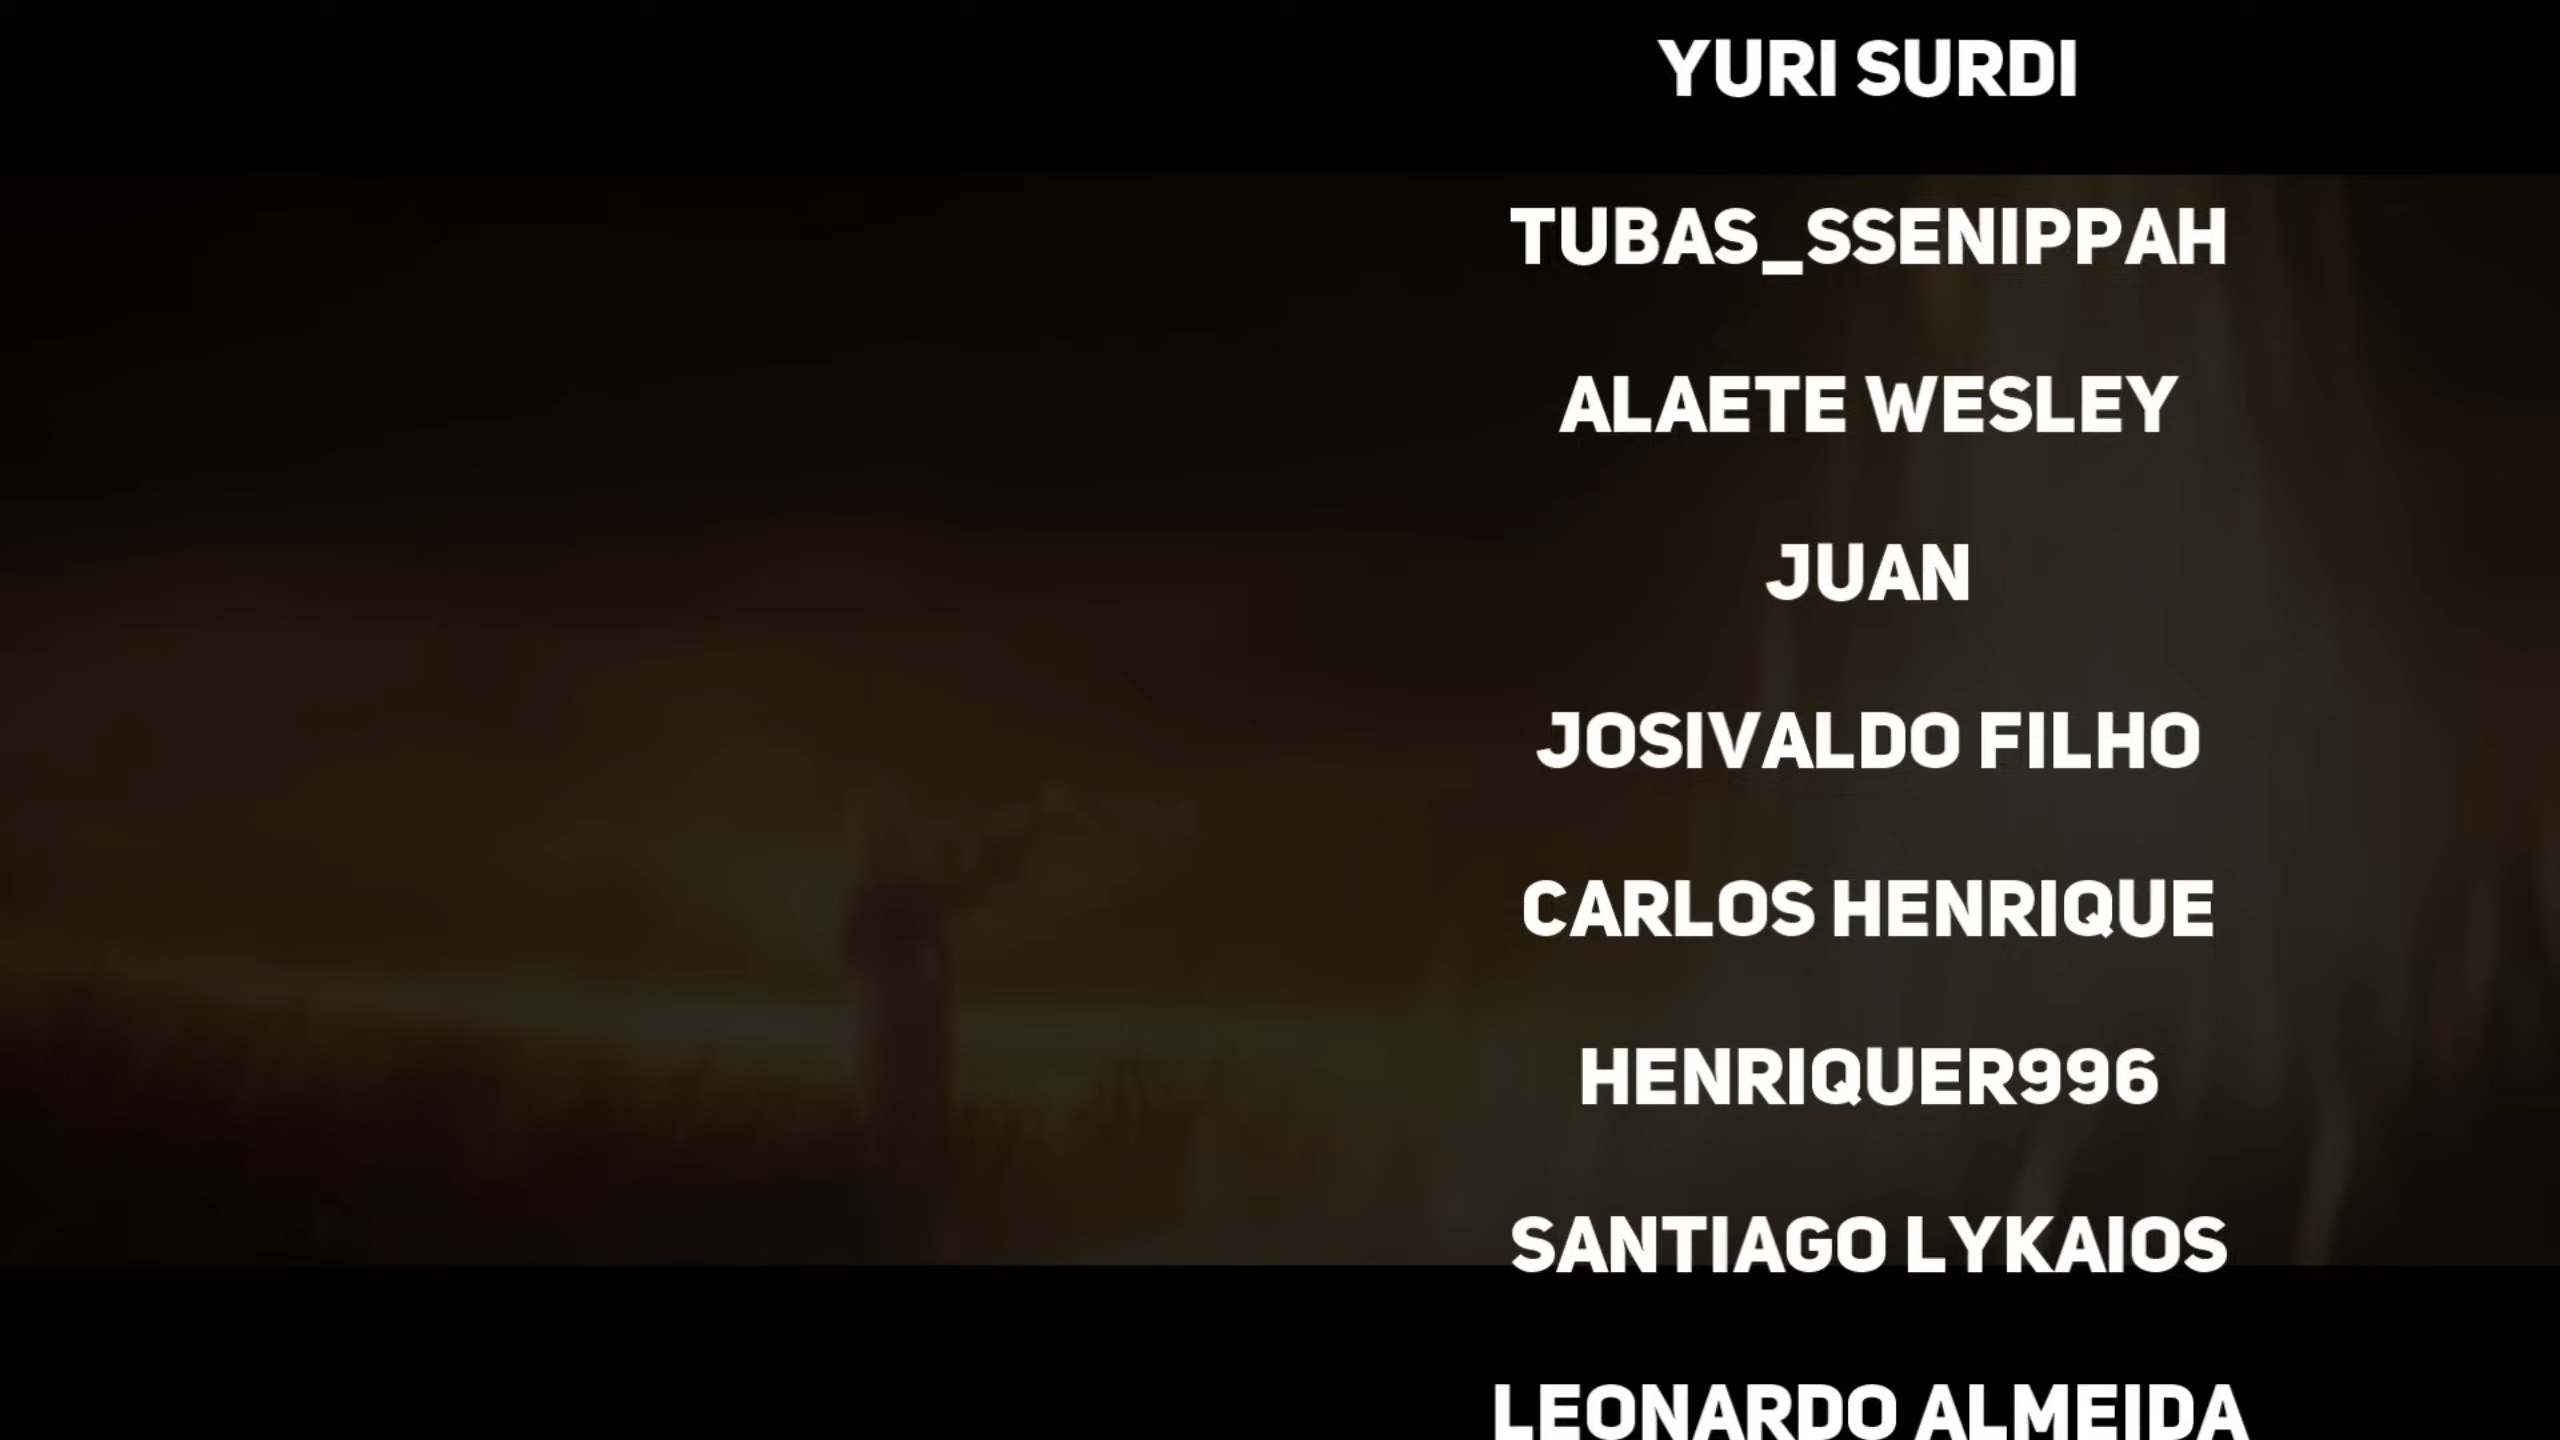 YURI SURDI
TUBAS_SSENIPPAH
ALAETE WESLEY
JUAN
JOSIVALDO FILHO
CARLOS HENRIQUE
HENRIQUER996
SANTIAGO LYKAIOS
LEONARDO ALMEIDA